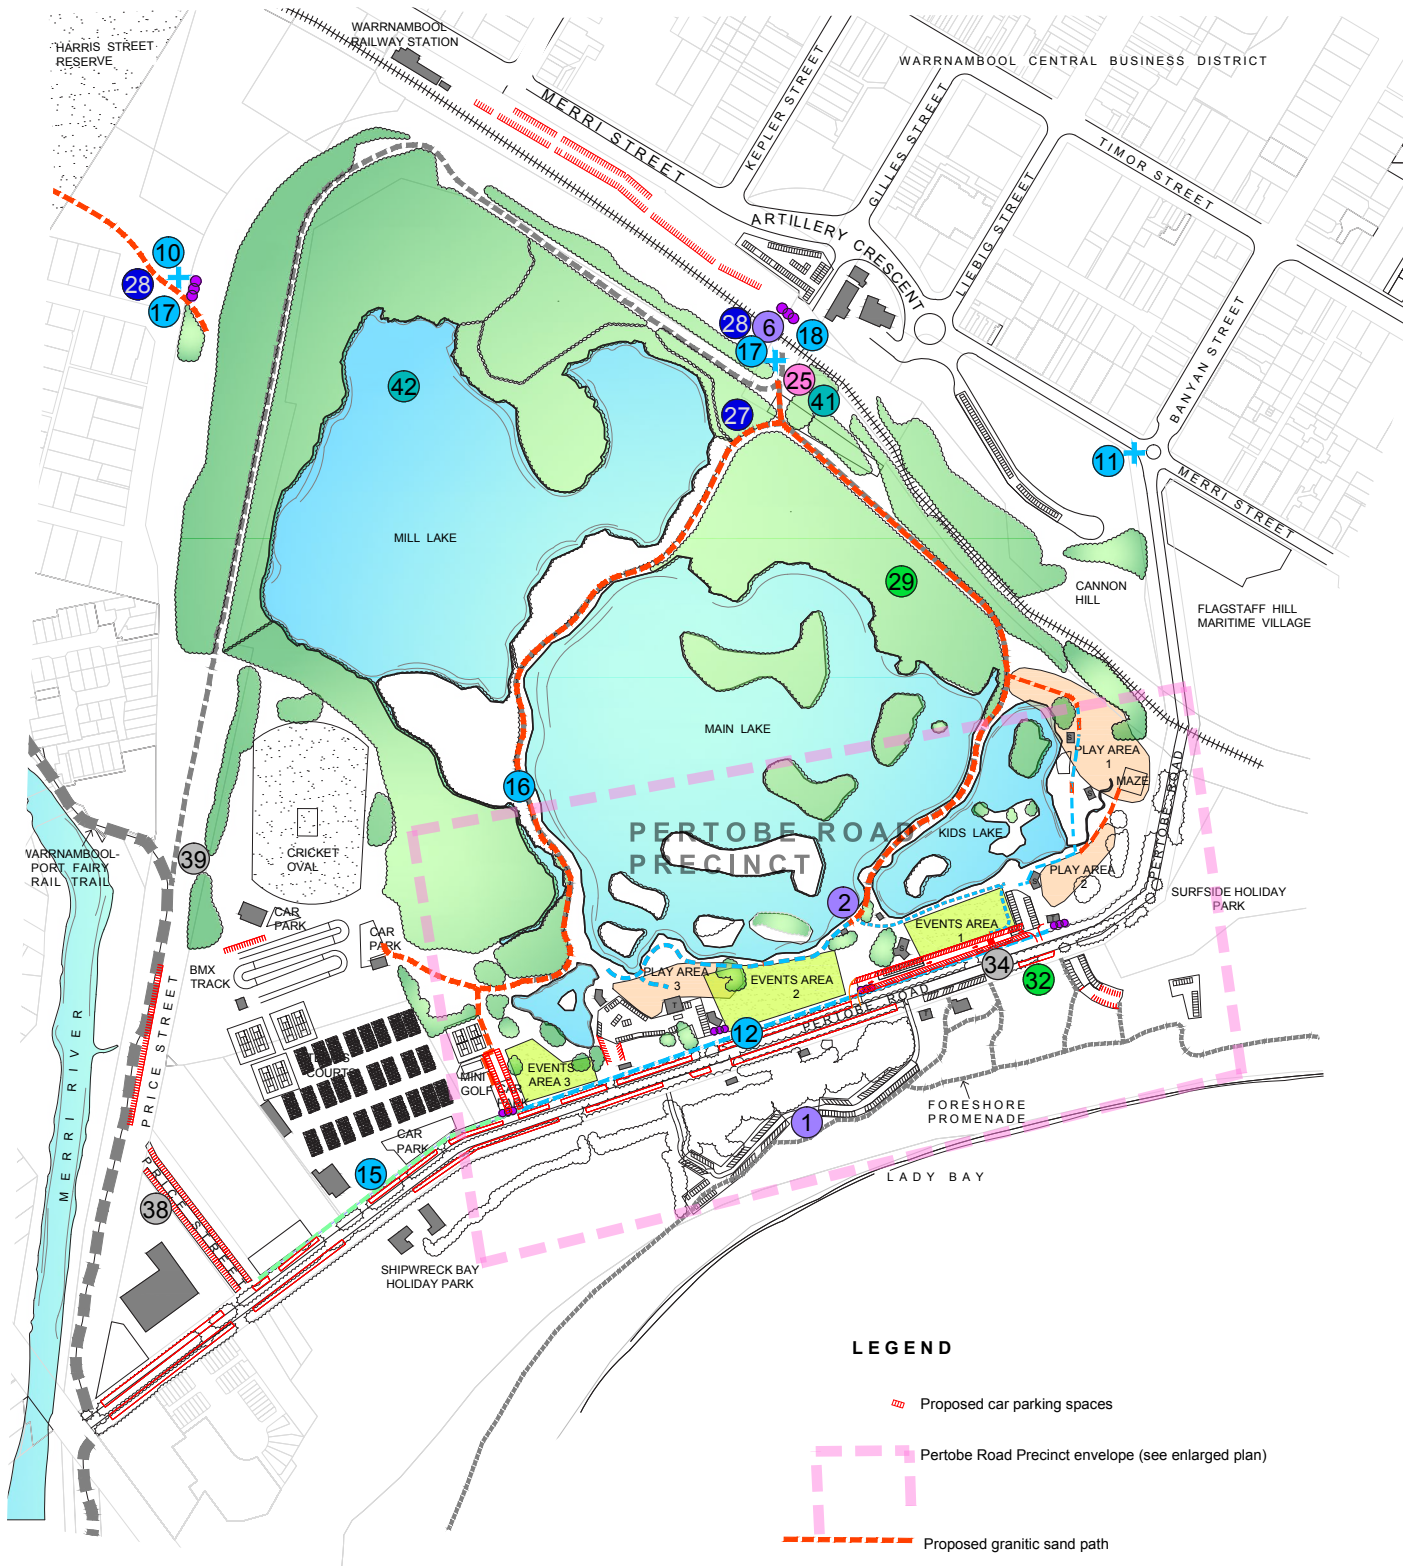 WARRNAMBOOL
RAILWAY STATION
HARRIS STREET
RESERVE
WARRNAMBOOL CENTRAL BUSINESS DISTRICT
MERRI STREET
KEPLER STREET
GILLES STREET
TIMOR STREET
ARTILLERY CRESCENT
LIEBIG STREET
BANYAN STREET
MERRI STREET
10
28
17
28
6
18
17
25
41
42
27
11
MILL LAKE
29
CANNON
HILL
FLAGSTAFF HILL
MARITIME VILLAGE
MAIN LAKE
PLAY AREA
1
MAZE
16
PERTOBE ROAD
PRECINCT
KIDS LAKE
PERTOBE ROAD
WARRNAMBOOL-
PORT FAIRY
RAIL TRAIL
39
CRICKET
OVAL
PLAY AREA
2
SURFSIDE HOLIDAY
PARK
2
CAR
PARK
CAR
PARK
EVENTS AREA
1
BMX
TRACK
PLAY AREA
3
EVENTS AREA
2
34
32
PERTOBE ROAD
12
MERRI RIVER
PRICE STREET
TENNIS
COURTS
MINI
GOLF
CAR
PARK
EVENTS
AREA 3
FORESHORE
PROMENADE
1
CAR
PARK
15
LADY BAY
38
PRICE STREET
SHIPWRECK BAY
HOLIDAY PARK
LEGEND
Proposed car parking spaces
Pertobe Road Precinct envelope (see enlarged plan)
Proposed granitic sand path